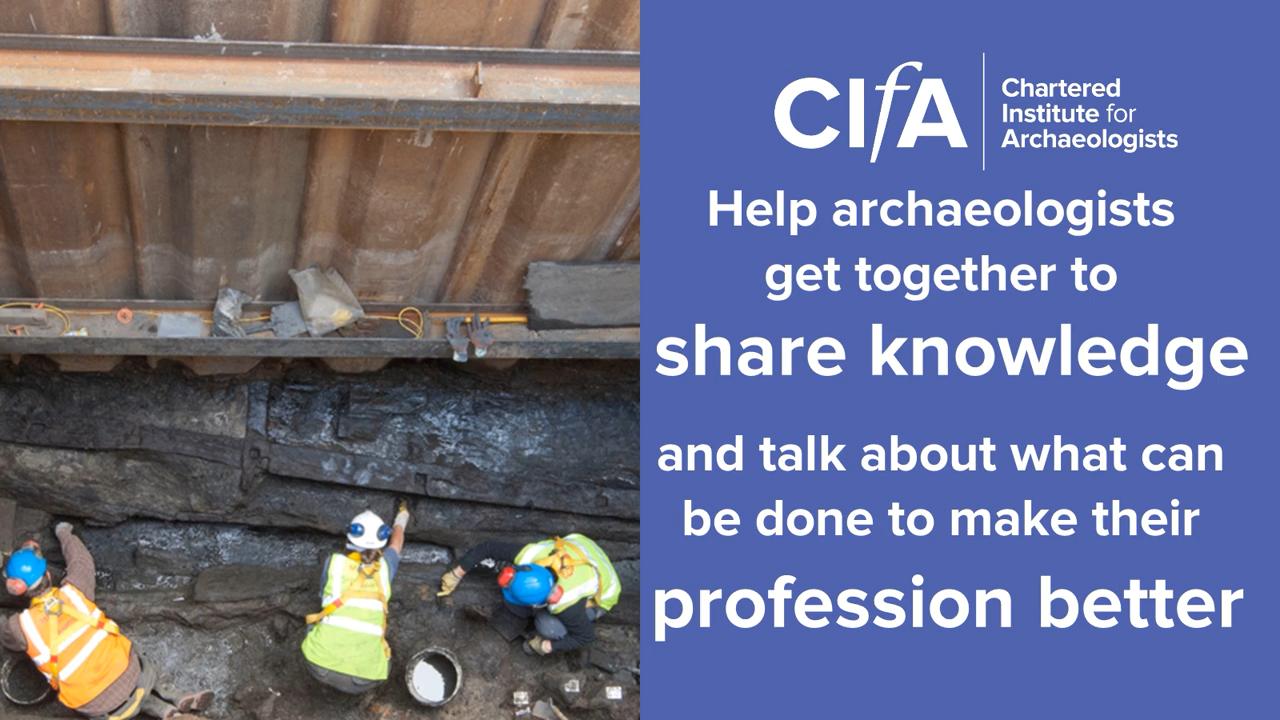 CIfA
Chartered
Institute for
Archaeologists
Help archaeologists
get together to
share knowledge
and talk about what can
be done to make their
profession better